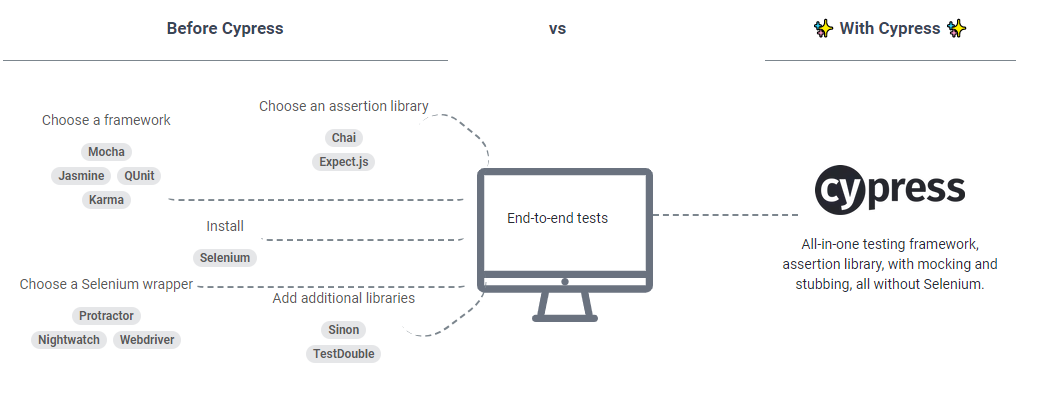 Before Cypress
vs
✨ With Cypress ✨
Choose a framework
Mocha
Jasmine QUnit
Karma
Choose an assertion library
Chai
Expect.js
Install
Selenium
Choose a Selenium wrapper
Protractor
Nightwatch Webdriver
Add additional libraries
Sinon
TestDouble
End-to-end tests
cypress
All-in-one testing framework,
assertion library, with mocking and
stubbing, all without Selenium.